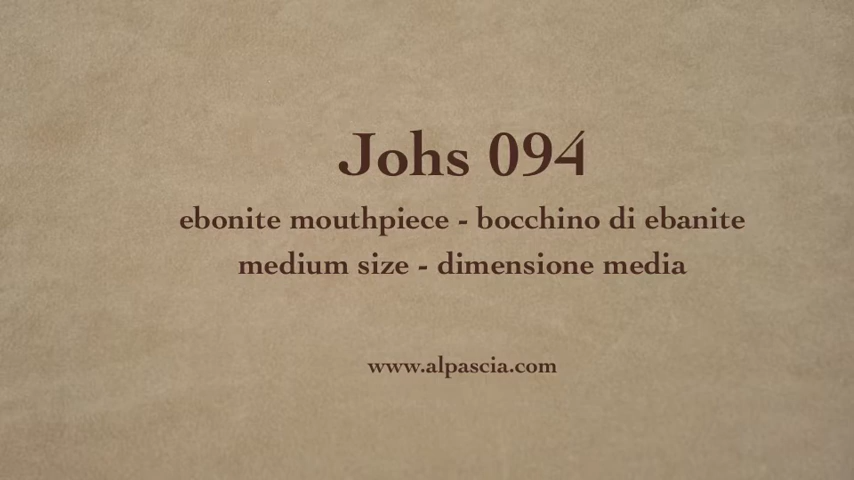 Johs 094
ebonite mouthpiece - bocchino di ebanite
medium size - dimensione media
www.alpascia.com